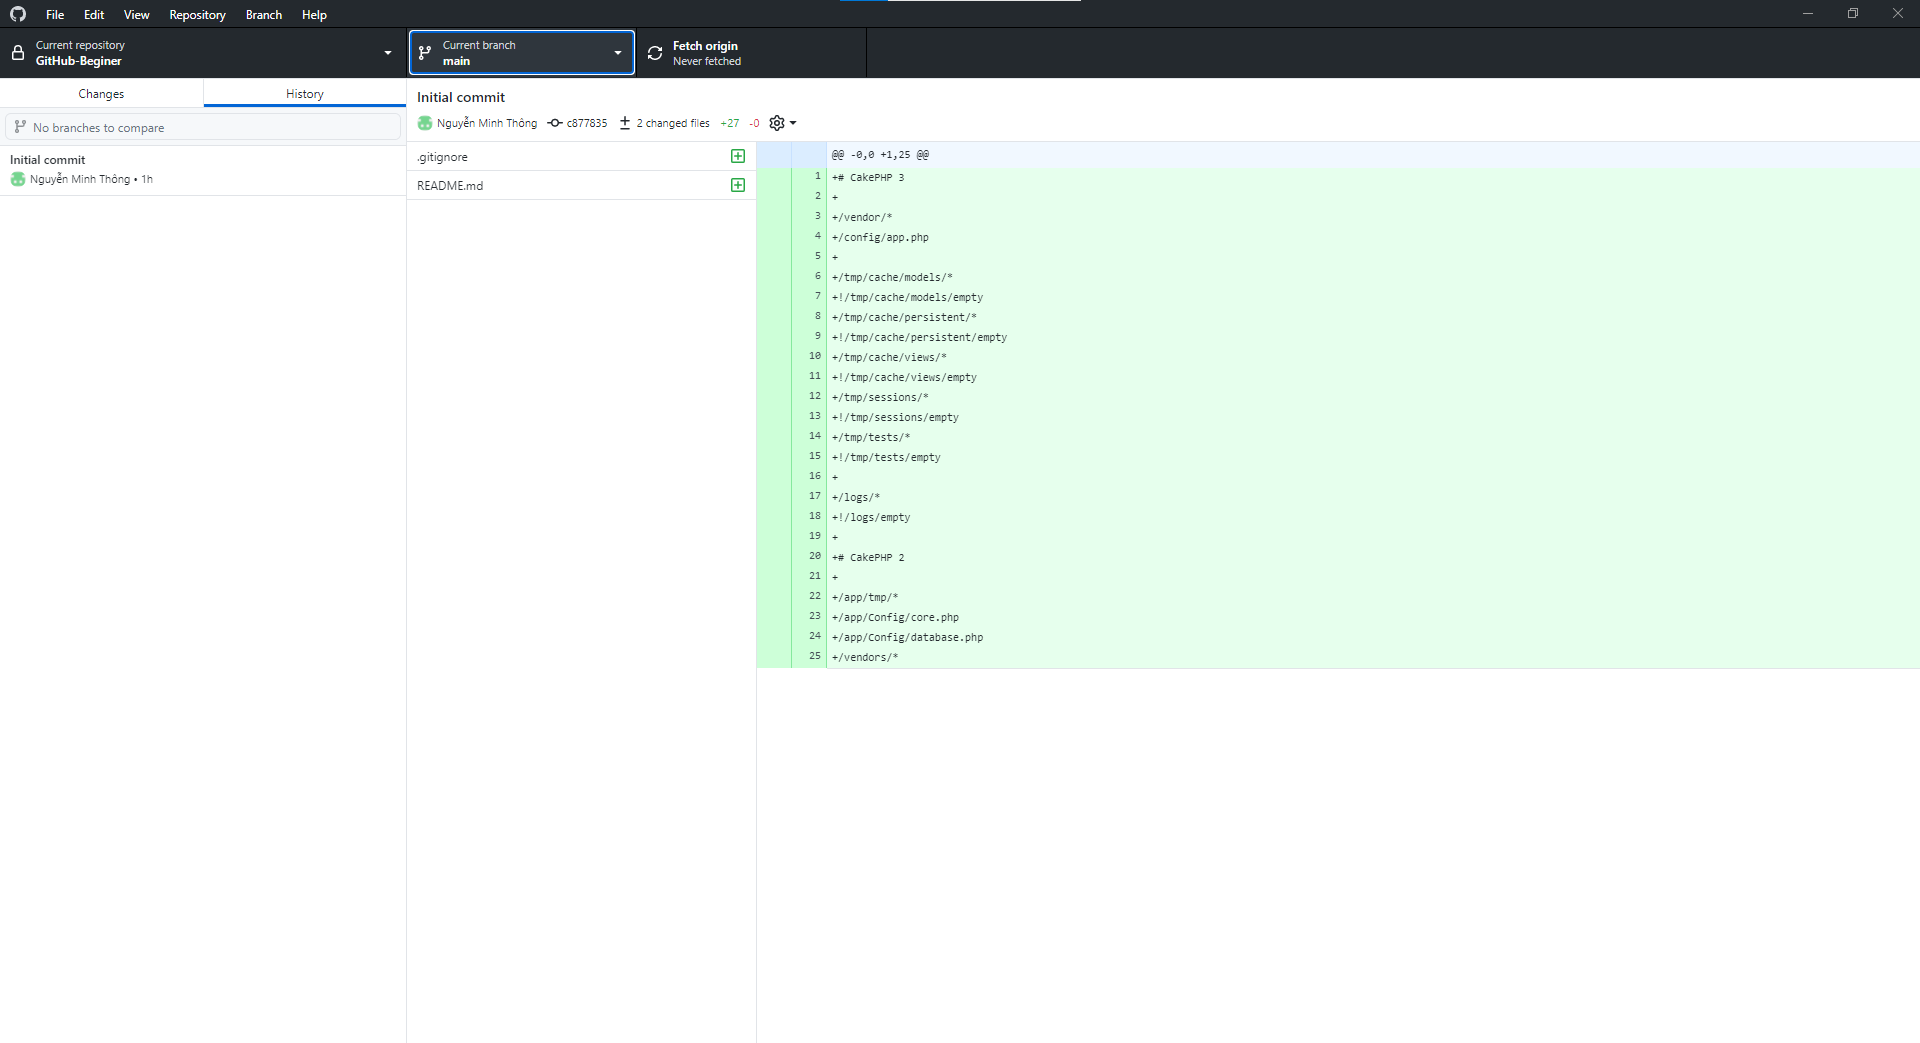 File Edit View Repository Branch Help
Current repository
GitHub-Beginer
Current branch
main
Fetch origin
Never fetched
Changes
History
No branches to compare
Initial commit
Nguyễn Minh Thông • 1h
Initial commit
Nguyễn Minh Thông c877835 2 changed files +27 -0
.gitignore
README.md
@@ -0,0 +1,25 @@
1 +# CakePHP 3
2 +
3 +/vendor/*
4 +/config/app.php
5 +
6 +/tmp/cache/models/*
7 +!/tmp/cache/models/empty
8 +/tmp/cache/persistent/*
9 +!/tmp/cache/persistent/empty
10 +/tmp/cache/views/*
11 +!/tmp/cache/views/empty
12 +/tmp/sessions/*
13 +!/tmp/sessions/empty
14 +/tmp/tests/*
15 +!/tmp/tests/empty
16 +
17 +/logs/*
18 +!/logs/empty
19 +
20 +# CakePHP 2
21 +
22 +/app/tmp/*
23 +/app/Config/core.php
24 +/app/Config/database.php
25 +/vendors/*